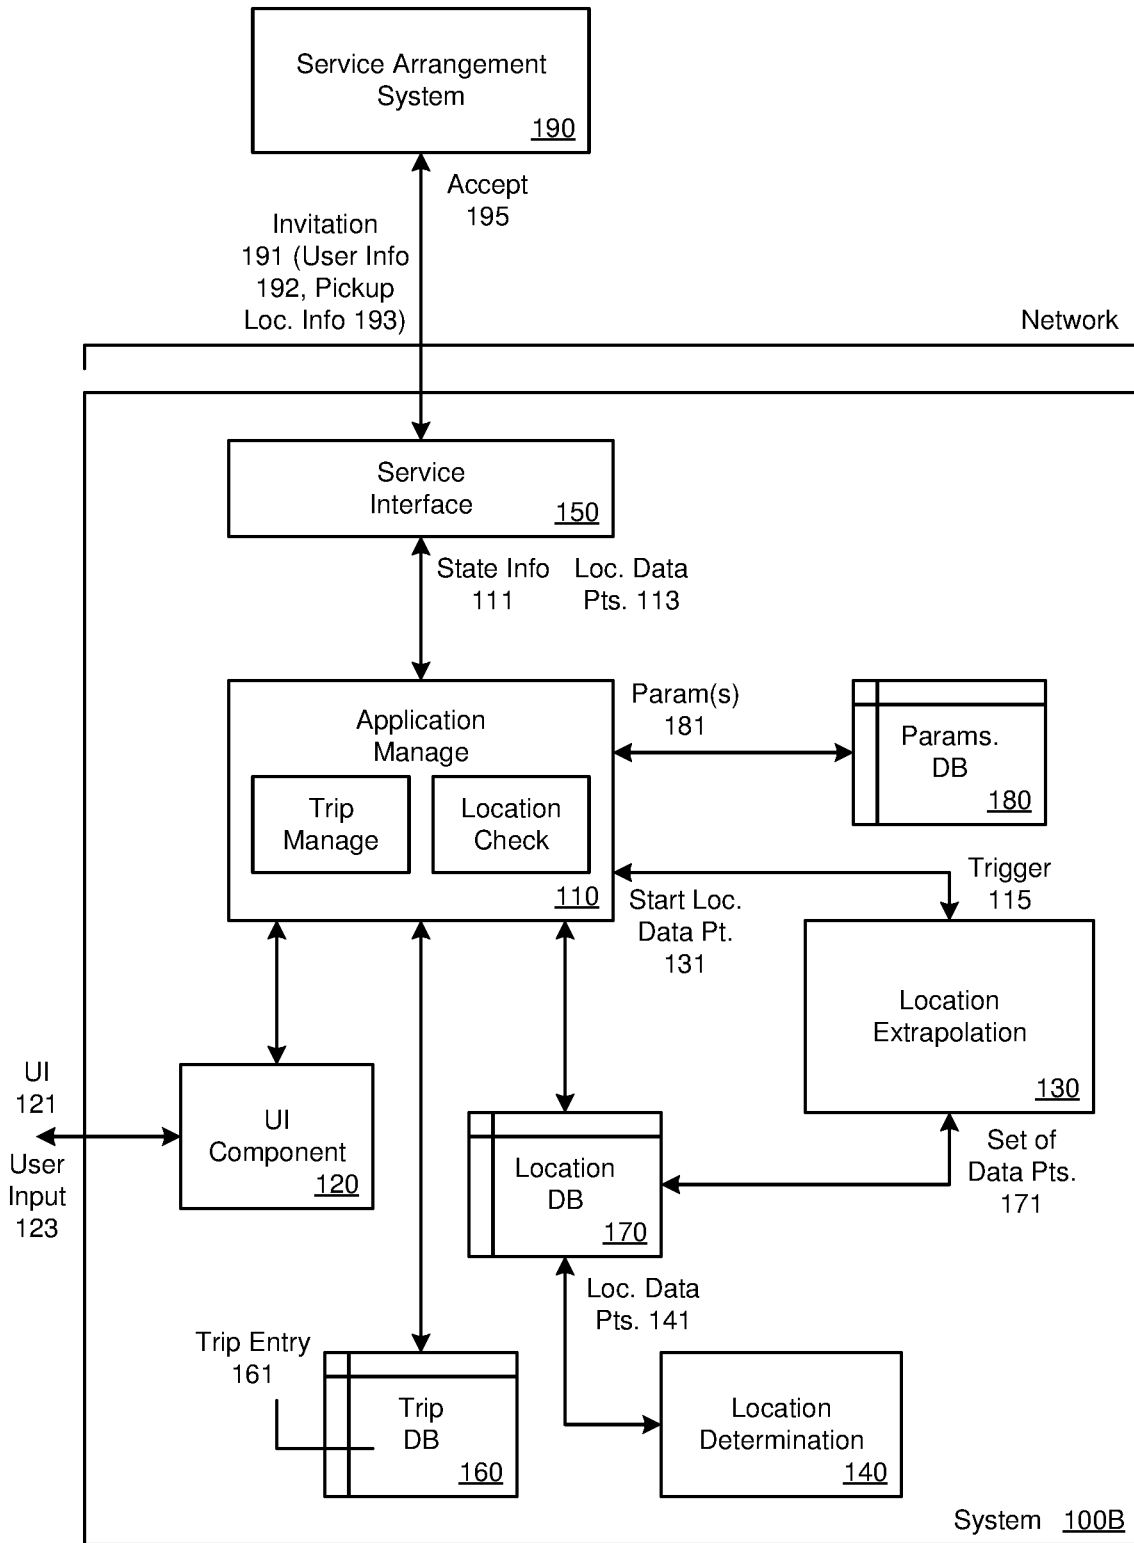 Service Arrangement
System
190
Accept
195
Invitation
191 (User Info
192, Pickup
Loc. Info 193)
Network
Service
Interface
150
State Info
111
Loc. Data
Pts. 113
Application
Manage
Trip
Manage
Location
Check
110
Param(s)
181
Params.
DB
180
Trigger
115
Start Loc.
Data Pt.
131
Location
Extrapolation
130
UI
121
User
Input
123
UI
Component
120
Location
DB
170
Set of
Data Pts.
171
Loc. Data
Pts. 141
Trip Entry
161
Trip
DB
160
Location
Determination
140
System 100B